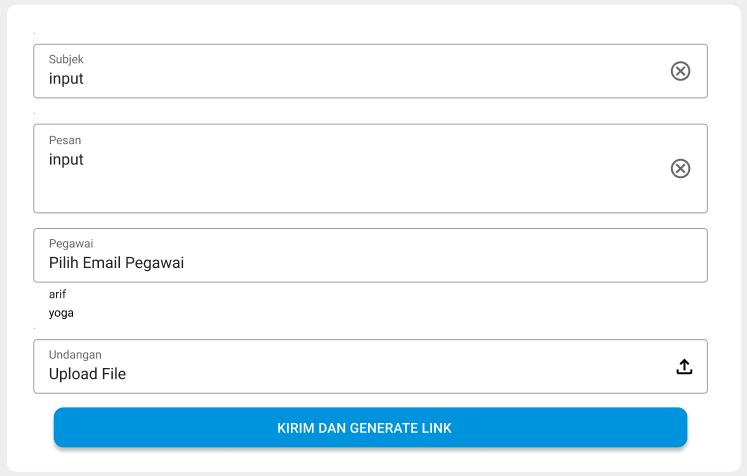 Subjek
input
Pesan
input
Pegawai
Pilih Email Pegawai
arif
yoga
Undangan
Upload File
KIRIM DAN GENERATE LINK